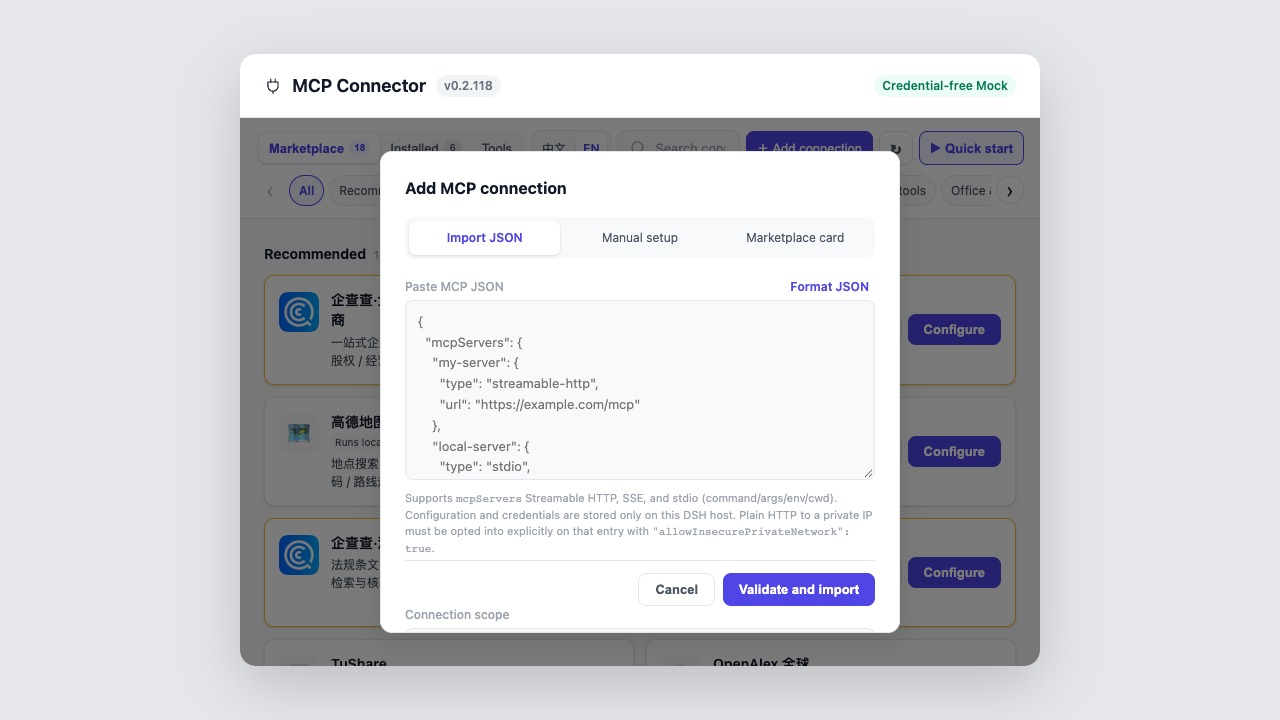 MCP Connector v0.2.118 Credential-free Mock
Marketplace 18 Installed 6 Tools 中文 EN Search + Add connection ↻ ▶ Quick start
‹ All tools Office ›
Add MCP connection
Import JSON Manual setup Marketplace card
Recommended
Paste MCP JSON Format JSON
{
"mcpServers": {
"my-server": {
"type": "streamable-http",
"url": "https://example.com/mcp"
},
"local-server": {
"type": "stdio",
Supports mcpServers Streamable HTTP, SSE, and stdio (command/args/env/cwd).
Configuration and credentials are stored only on this DSH host. Plain HTTP to a private IP
must be opted into explicitly on that entry with "allowInsecurePrivateNetwork":
true.
Cancel Validate and import
Connection scope
企查查·
商
一站式企
股权 / 经
Configure
高德地图
Runs
地点搜索
码 / 路线
Configure
企查查·
法规条文
检索与核
Configure
TuShare OpenAlex 全球